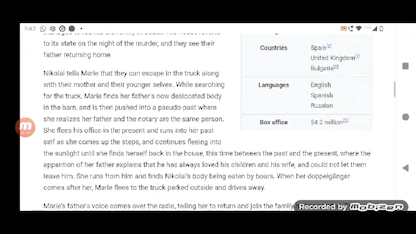 7:47
to its state on the night of the murder, and they see their
father returning home.
Nikolai tells Marie that they can escape in the truck along
with their mother and their younger selves. While searching
for the truck, Marie finds her father's now desiccated body
in the barn, and is then pushed into a pseudo past where
she realizes her father and the notary are the same person.
She flees his office in the present and runs into her past
self as she comes up the steps, and continues fleeing into
the sunlight until she finds herself back in the house, this time between the past and the present, where
the apparition of her father explains that he has always loved his children and his wife, and could not let them
leave him. She runs from him and finds Nikolai's body being eaten by boars. When her doppelgänger
comes after her, Marie flees to the truck parked outside and drives away.
Marie's father's voice comes over the radio, telling her to return and join the family
Countries
Spain
United Kingdom
Bulgaria
Languages
English
Spanish
Russian
Box office
$4.2 million
Recorded by Mobizen